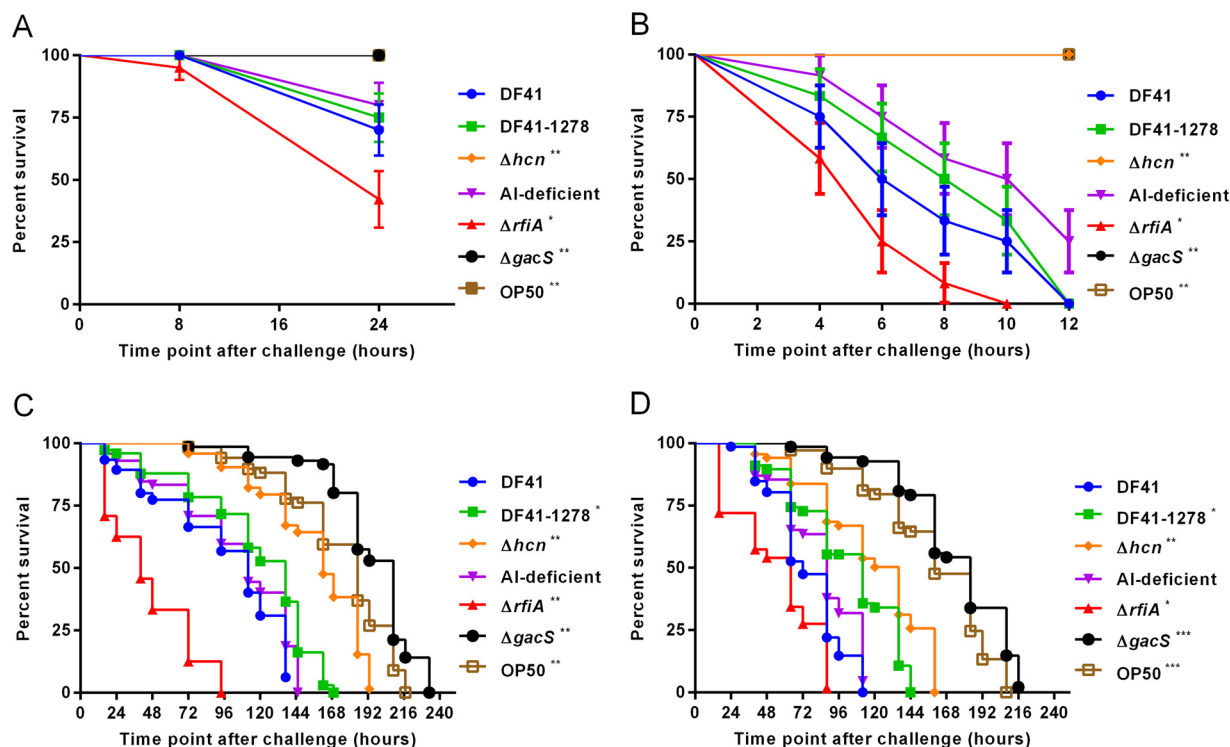 A
Percent survival
100
75
50
25
0
0 8 16 24
Time point after challenge (hours)
DF41
DF41-1278
Δhcn **
AI-deficient
ΔrfiA *
ΔgacS **
OP50 **
B
Percent survival
100
75
50
25
0
0 2 4 6 8 10 12
Time point after challenge (hours)
DF41
DF41-1278
Δhcn **
AI-deficient
ΔrfiA *
ΔgacS **
OP50 **
C
Percent survival
100
75
50
25
0
0 24 48 72 96 120 144 168 192 216 240
Time point after challenge (hours)
DF41
DF41-1278 *
Δhcn **
AI-deficient
ΔrfiA **
ΔgacS **
OP50 **
D
Percent survival
100
75
50
25
0
0 24 48 72 96 120 144 168 192 216 240
Time point after challenge (hours)
DF41
DF41-1278 *
Δhcn **
AI-deficient
ΔrfiA *
ΔgacS ***
OP50 ***